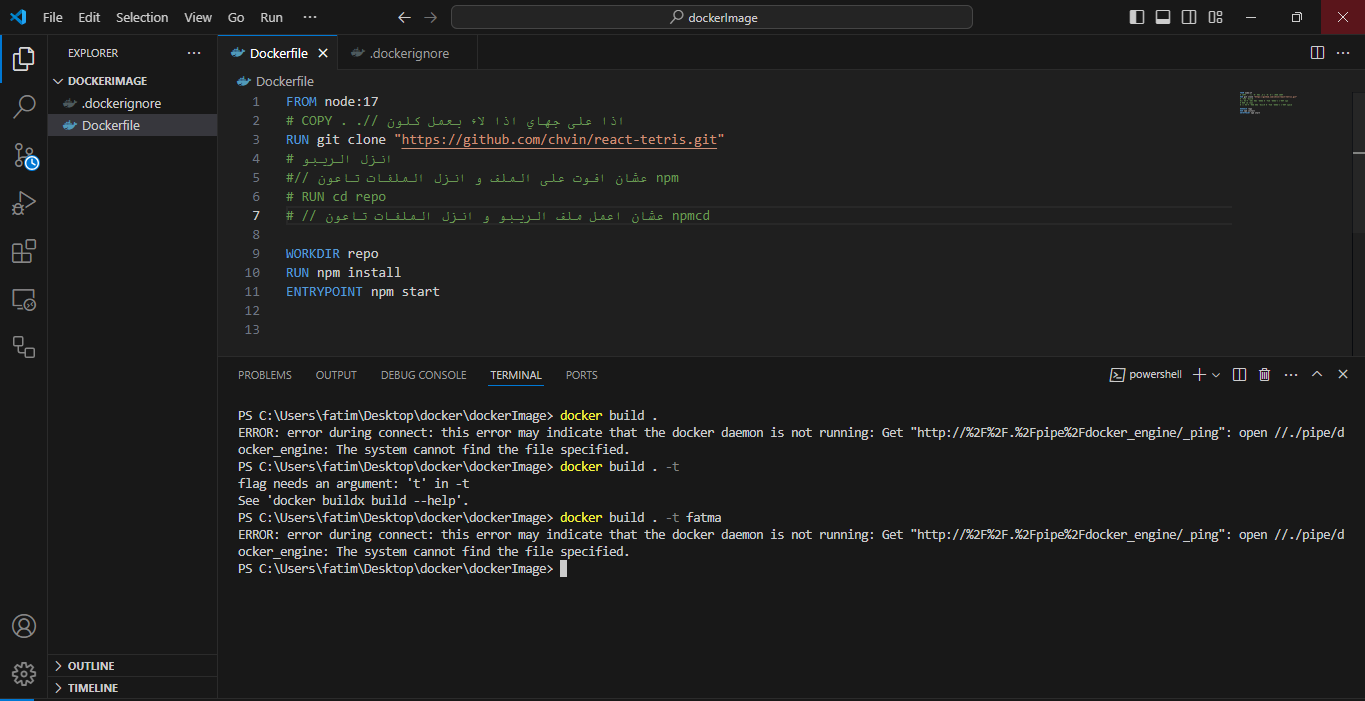 File Edit Selection View Go Run ···
dockerImage
EXPLORER ···
DOCKERIMAGE
.dockerignore
Dockerfile
OUTLINE
TIMELINE
Dockerfile
.dockerignore
Dockerfile
1 FROM node:17
2 # COPY . .// اذا على جهاي اذا لاء بعمل كلون
3 RUN git clone "https://github.com/chvin/react-tetris.git"
4 # انزل الريبو
5 #// عشان افوت على الملف و انزل الملفات تاعون npm
6 # RUN cd repo
7 # // عشان اعمل ملف الريبو و انزل الملفات تاعون npmcd
8
9 WORKDIR repo
10 RUN npm install
11 ENTRYPOINT npm start
12
13
PROBLEMS OUTPUT DEBUG CONSOLE TERMINAL PORTS
powershell
PS C:\Users\fatim\Desktop\docker\dockerImage> docker build .
ERROR: error during connect: this error may indicate that the docker daemon is not running: Get "http://%2F%2F.%2Fpipe%2Fdocker_engine/_ping": open //./pipe/d
ocker_engine: The system cannot find the file specified.
PS C:\Users\fatim\Desktop\docker\dockerImage> docker build . -t
flag needs an argument: 't' in -t
See 'docker buildx build --help'.
PS C:\Users\fatim\Desktop\docker\dockerImage> docker build . -t fatma
ERROR: error during connect: this error may indicate that the docker daemon is not running: Get "http://%2F%2F.%2Fpipe%2Fdocker_engine/_ping": open //./pipe/d
ocker_engine: The system cannot find the file specified.
PS C:\Users\fatim\Desktop\docker\dockerImage>